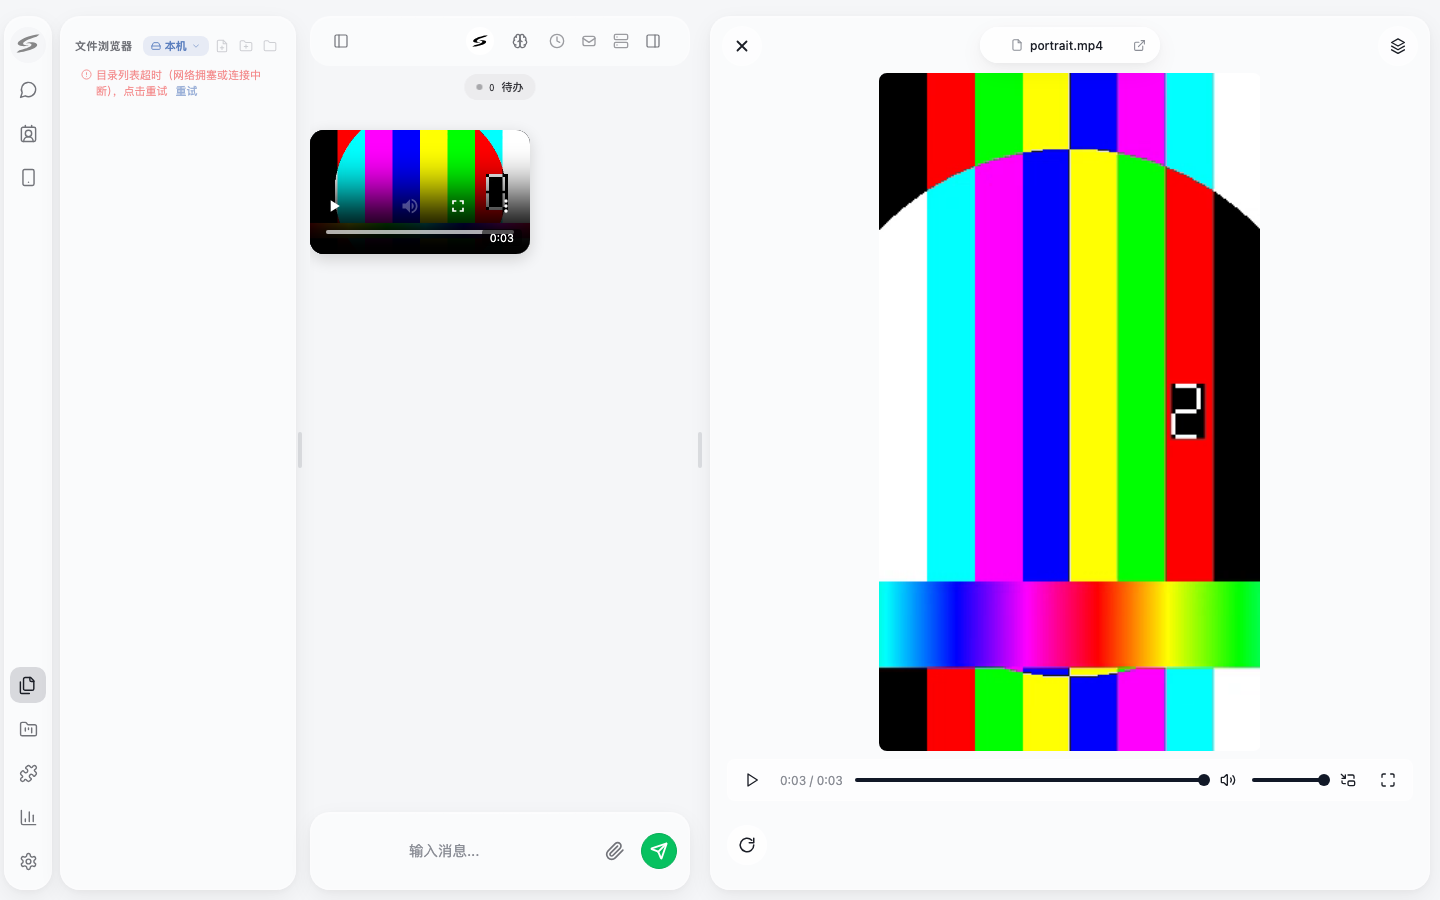 文件浏览器
本机
目录列表超时（网络拥塞或连接中
断），点击重试 重试
0 待办
0
0:03
输入消息...
portrait.mp4
2
0:03 / 0:03